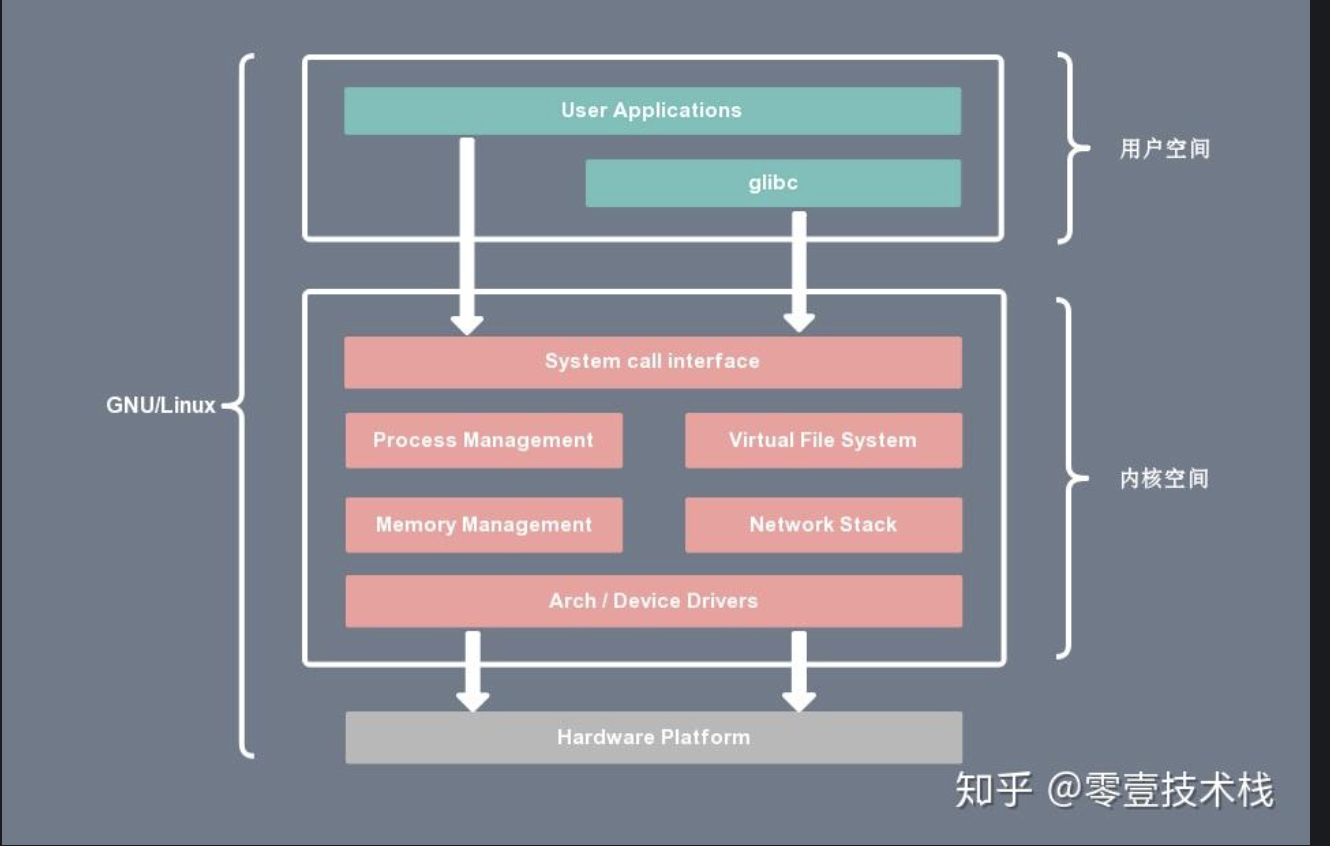 User Applications
glibc
用户空间
System call interface
GNU/Linux
Process Management
Virtual File System
内核空间
Memory Management
Network Stack
Arch / Device Drivers
Hardware Platform
知乎 @零壹技术栈